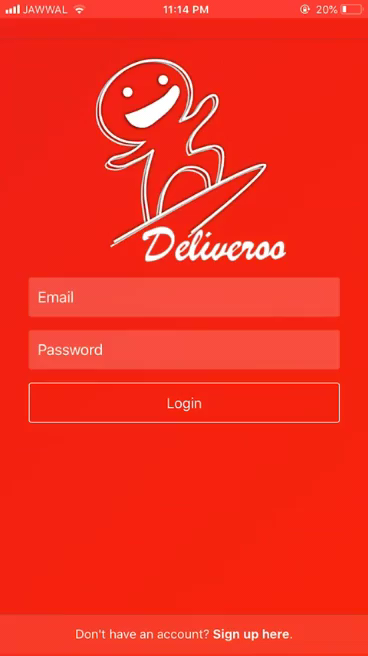 JAWWAL 11:14 PM 20%
Deliveroo
Email
Password
Login
Don't have an account? Sign up here.